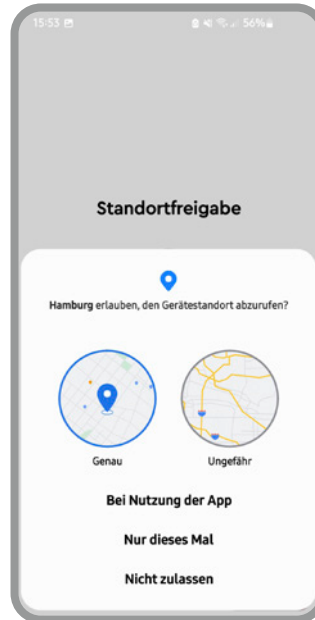 15:53
56%
Standortfreigabe
Hamburg erlauben, den Gerätestandort abzurufen?
Genau
Ungefähr
Bei Nutzung der App
Nur dieses Mal
Nicht zulassen